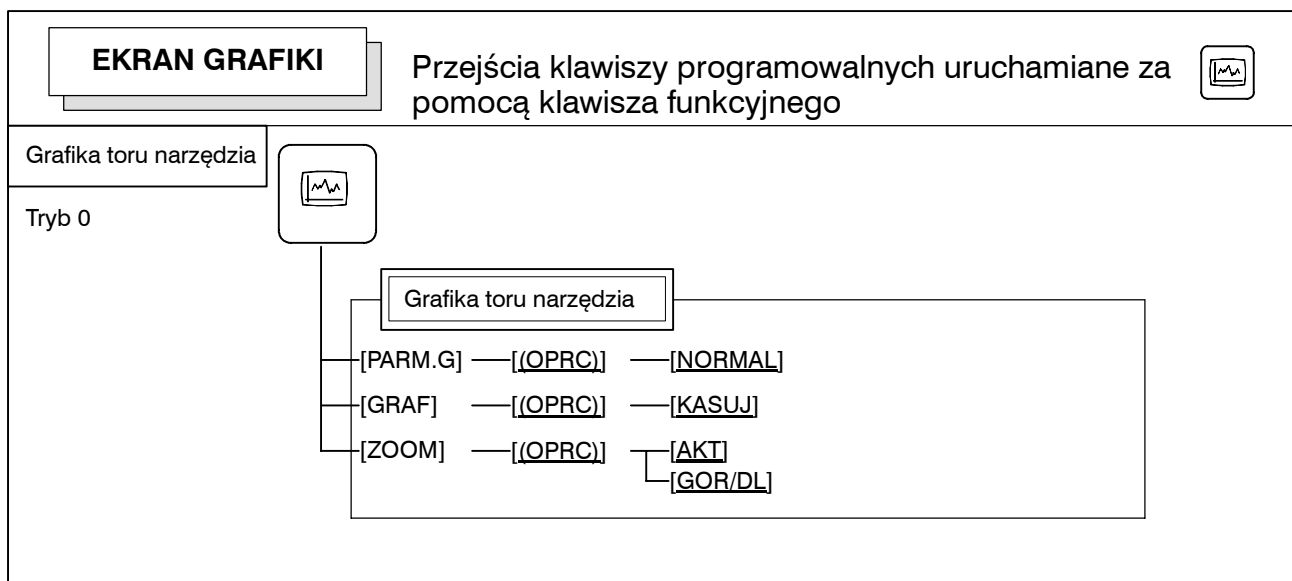 EKRAN GRAFIKI
Przejścia klawiszy programowalnych uruchamiane za
pomocą klawisza funkcyjnego
Grafika toru narzędzia
Tryb 0
Grafika toru narzędzia
[PARM.G] [(OPRC)] [NORMAL]
[GRAF] [(OPRC)] [KASUJ]
[ZOOM] [(OPRC)] [AKT]
[GOR/DL]